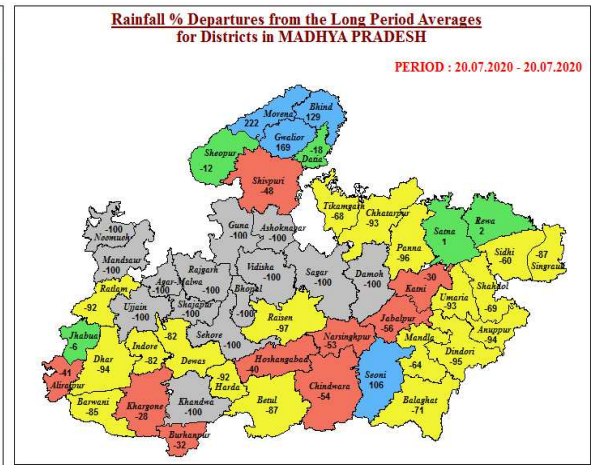 Rainfall % Departures from the Long Period Averages
for Districts in MADHYA PRADESH
PERIOD : 20.07.2020 - 20.07.2020
Bhind
129
Morena
222
Gwalior
169
-18
Datia
Sheopur
-12
Shivpuri
-48
Tikamgarh
-68
Chhatarpur
-93
Panna
-96
Satna
1
Rewa
2
Sidhi
-60
-87
Singrauli
-100
Neemuch
Mandsaur
-100
Guna
-100
Ashoknagar
-100
Rajgarh
-100
Agar-Malwa
-100
Vidisha
-100
Sagar
-100
Damoh
-100
-30
Katni
Umaria
-93
Shahdol
-69
Ratlam
-92
Ujjain
-100
Shajapur
-100
Bhopal
-100
Raisen
-97
Jabalpur
-56
Anuppur
-94
Jhabua
-6
Indore
-82
-82
Dewas
Sehore
-100
Narsinghpur
-53
Mandla
-64
Dindori
-95
Dhar
-94
-41
Alirajpur
Hoshangabad
-40
-92
Harda
Seoni
106
Chindwara
-54
Barwani
-85
Khargone
-28
Khandwa
-100
Betul
-87
Balaghat
-71
Burhanpur
-32